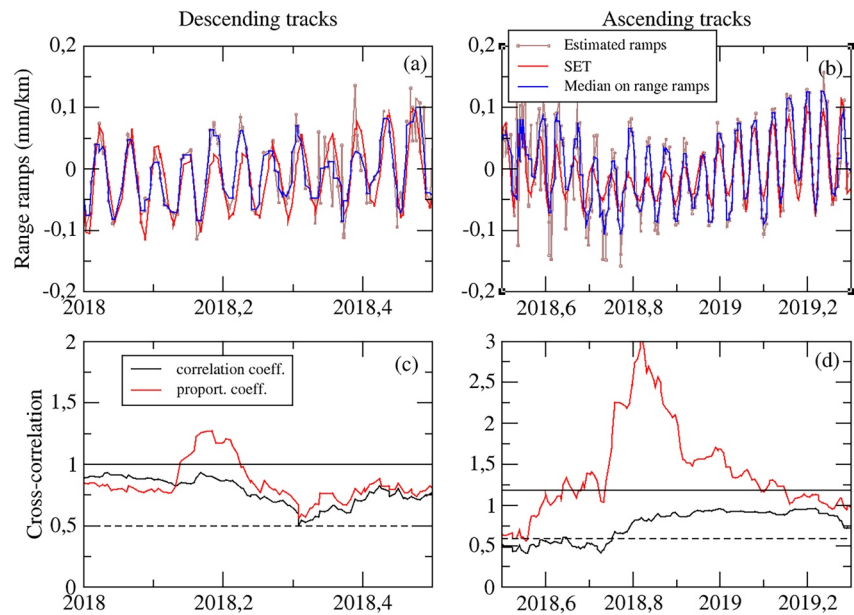 Descending tracks
Ascending tracks
Range ramps (mm/km)
0,2
0,1
0
-0,1
-0,2
(a)
2018
2018,2
2018,4
0,2
0,1
0
-0,1
-0,2
Estimated ramps
SET
Median on range ramps
(b)
2018,6
2018,8
2019
2019,2
Cross-correlation
2
1,5
1
0,5
0
correlation coeff.
proport. coeff.
(c)
2018
2018,2
2018,4
3
2,5
2
1,5
1
0,5
0
(d)
2018,6
2018,8
2019
2019,2